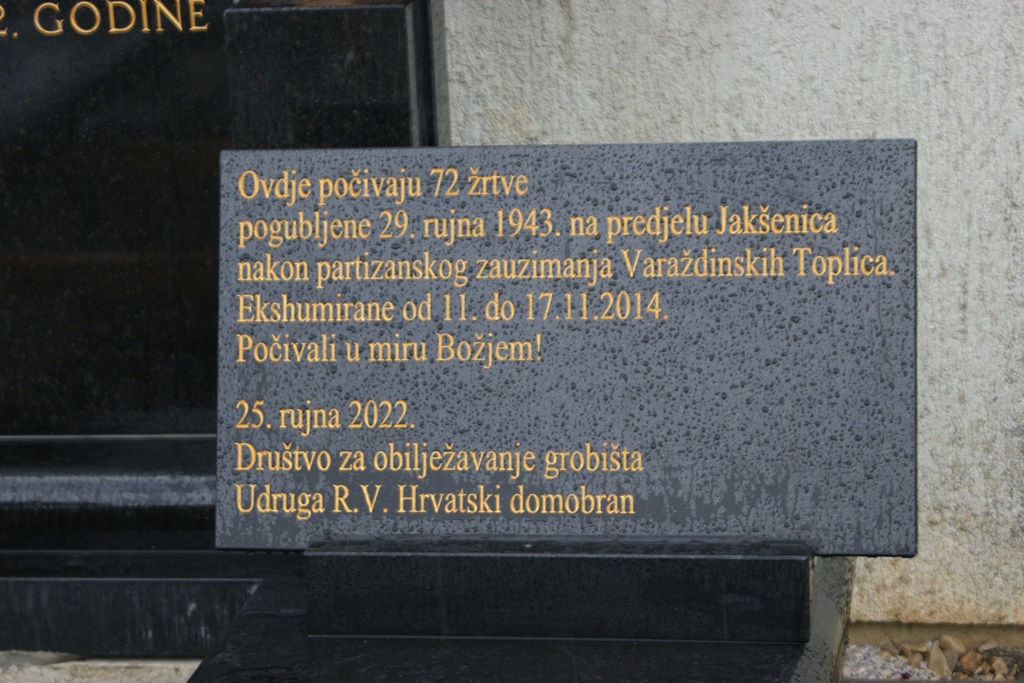 2. GODINE
Ovdje počivaju 72 žrtve
pogubljene 29. rujna 1943. na predjelu Jakšenica
nakon partizanskog zauzimanja Varaždinskih Toplica.
Ekshumirane od 11. do 17.11.2014.
Počivali u miru Božjem!
25. rujna 2022.
Društvo za obilježavanje grobišta
Udruga R.V. Hrvatski domobran